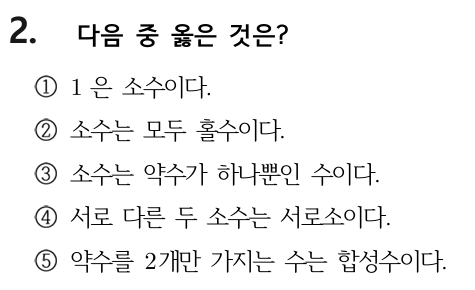 2. 다음 중 옳은 것은?
① 1 은 소수이다.
② 소수는 모두 홀수이다.
③ 소수는 약수가 하나뿐인 수이다.
④ 서로 다른 두 소수는 서로소이다.
⑤ 약수를 2개만 가지는 수는 합성수이다.